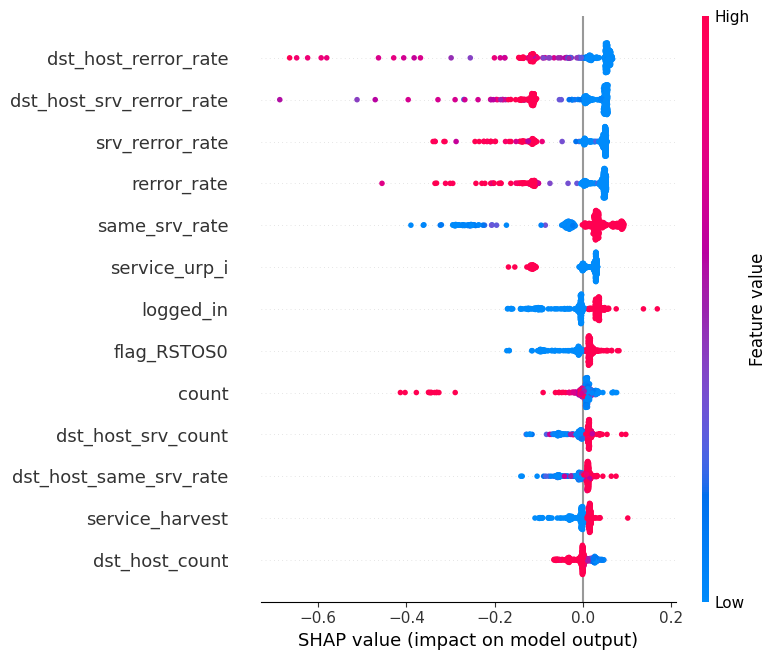 High
dst_host_rerror_rate
dst_host_srv_rerror_rate
srv_rerror_rate
rerror_rate
same_srv_rate
service_urp_i
logged_in
flag_RSTOS0
count
dst_host_srv_count
dst_host_same_srv_rate
service_harvest
dst_host_count
Feature value
Low
−0.6 −0.4 −0.2 0.0 0.2
SHAP value (impact on model output)